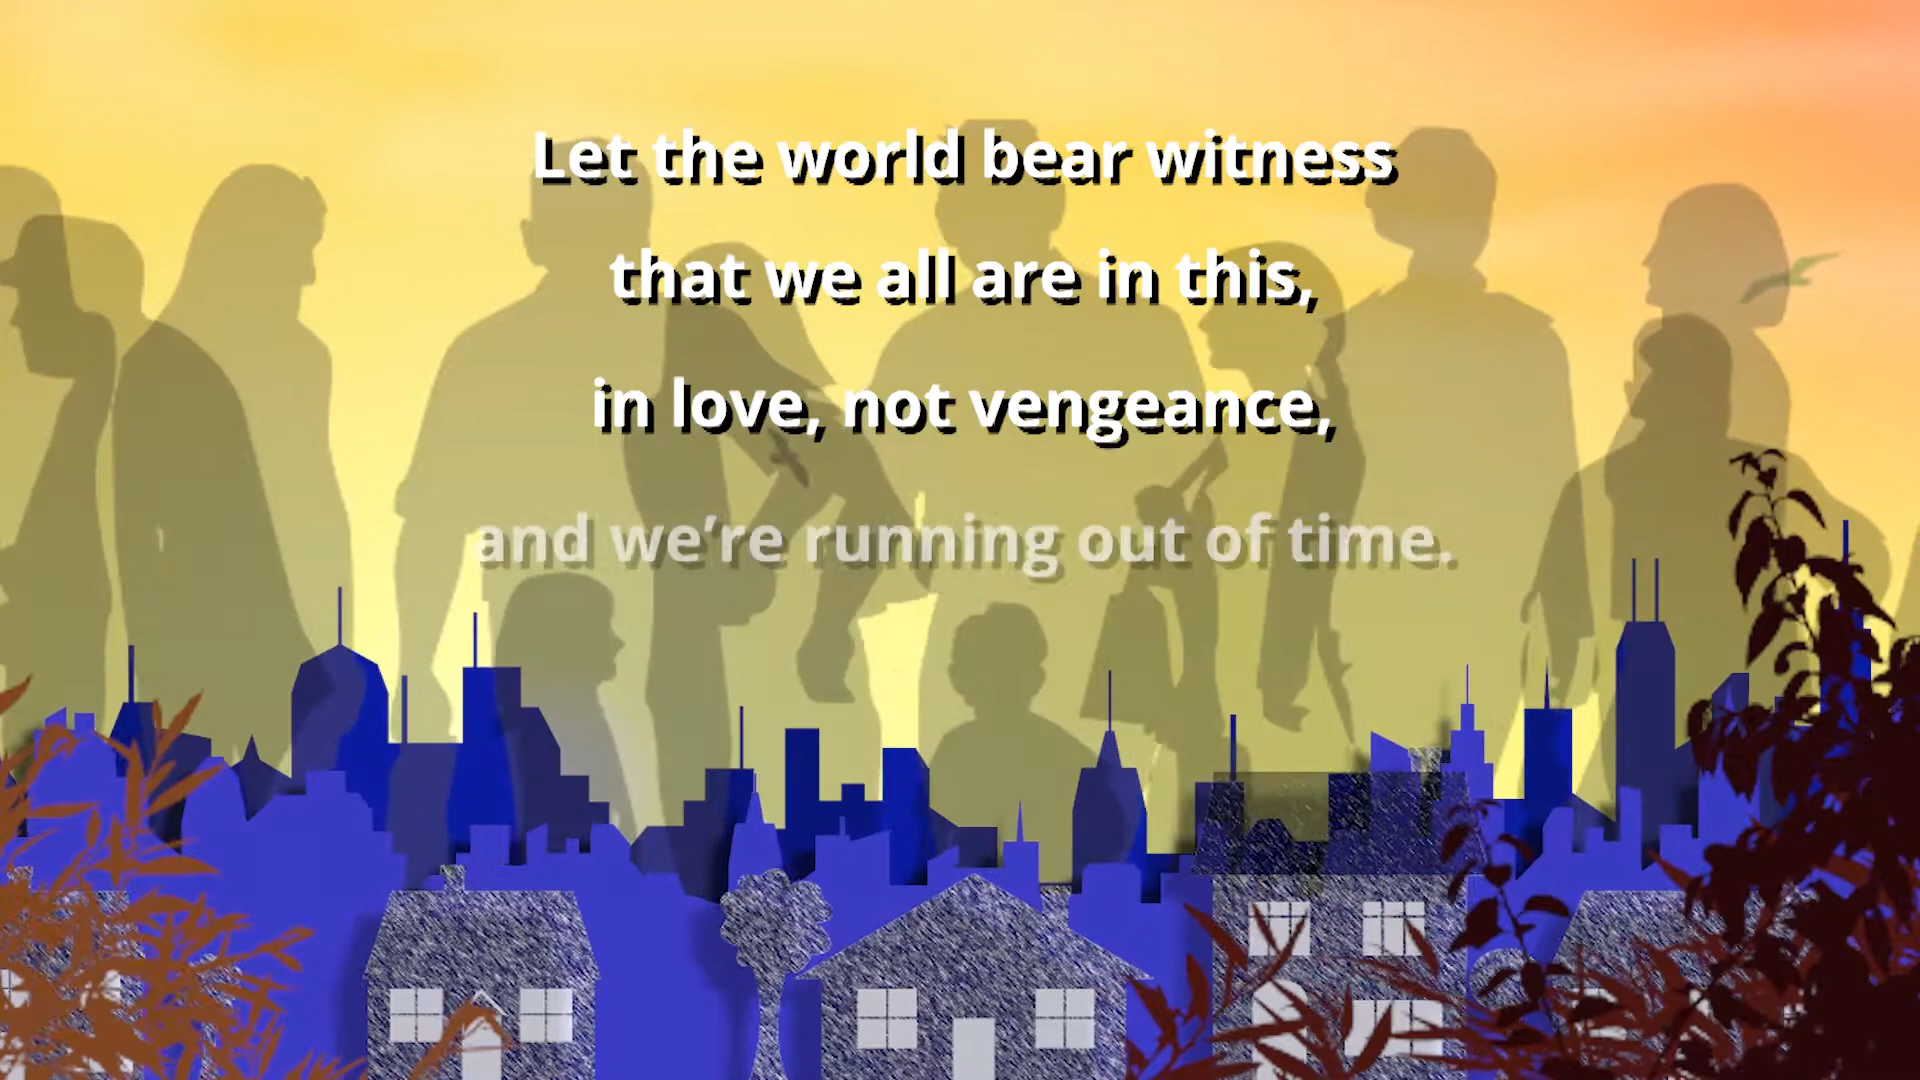 Let the world bear witness
that we all are in this,
in love, not vengeance,
and we’re running out of time.